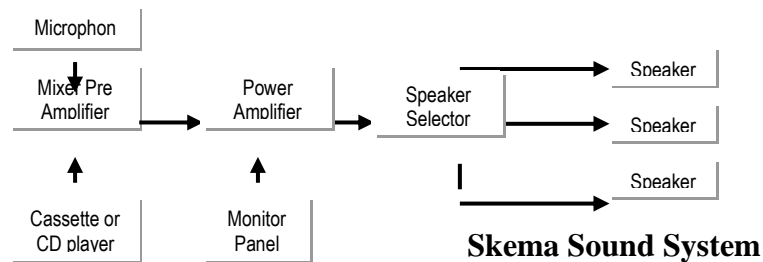 Microphon
Mixer Pre
Amplifier
Power
Amplifier
Speaker
Selector
Speaker
Speaker
Speaker
Cassette or
CD player
Monitor
Panel
Skema Sound System